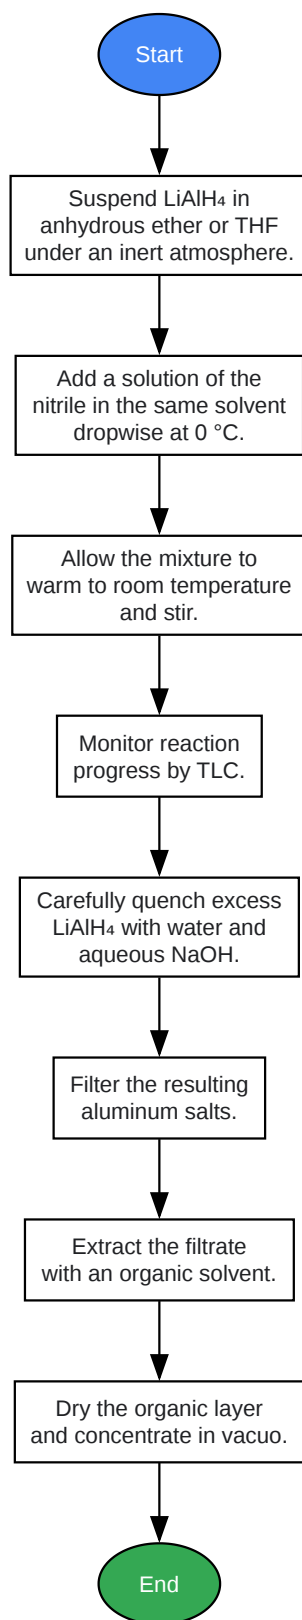 Start
Suspend LiAlH₄ in
anhydrous ether or THF
under an inert atmosphere.
Add a solution of the
nitrile in the same solvent
dropwise at 0 °C.
Allow the mixture to
warm to room temperature
and stir.
Monitor reaction
progress by TLC.
Carefully quench excess
LiAlH₄ with water and
aqueous NaOH.
Filter the resulting
aluminum salts.
Extract the filtrate
with an organic solvent.
Dry the organic layer
and concentrate in vacuo.
End